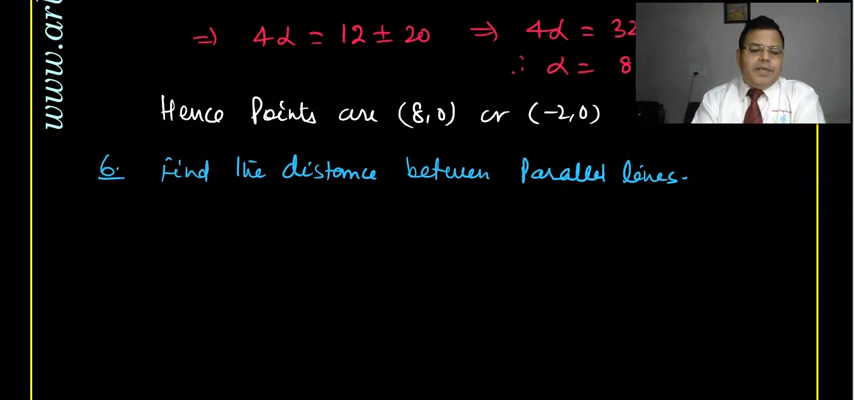 www.ar
⇒ 4α = 12 ± 20 ⇒ 4α = 32
∴ α = 8
Hence Points are (8,0) or (-2,0)
6. Find the distance between Parallel lines.